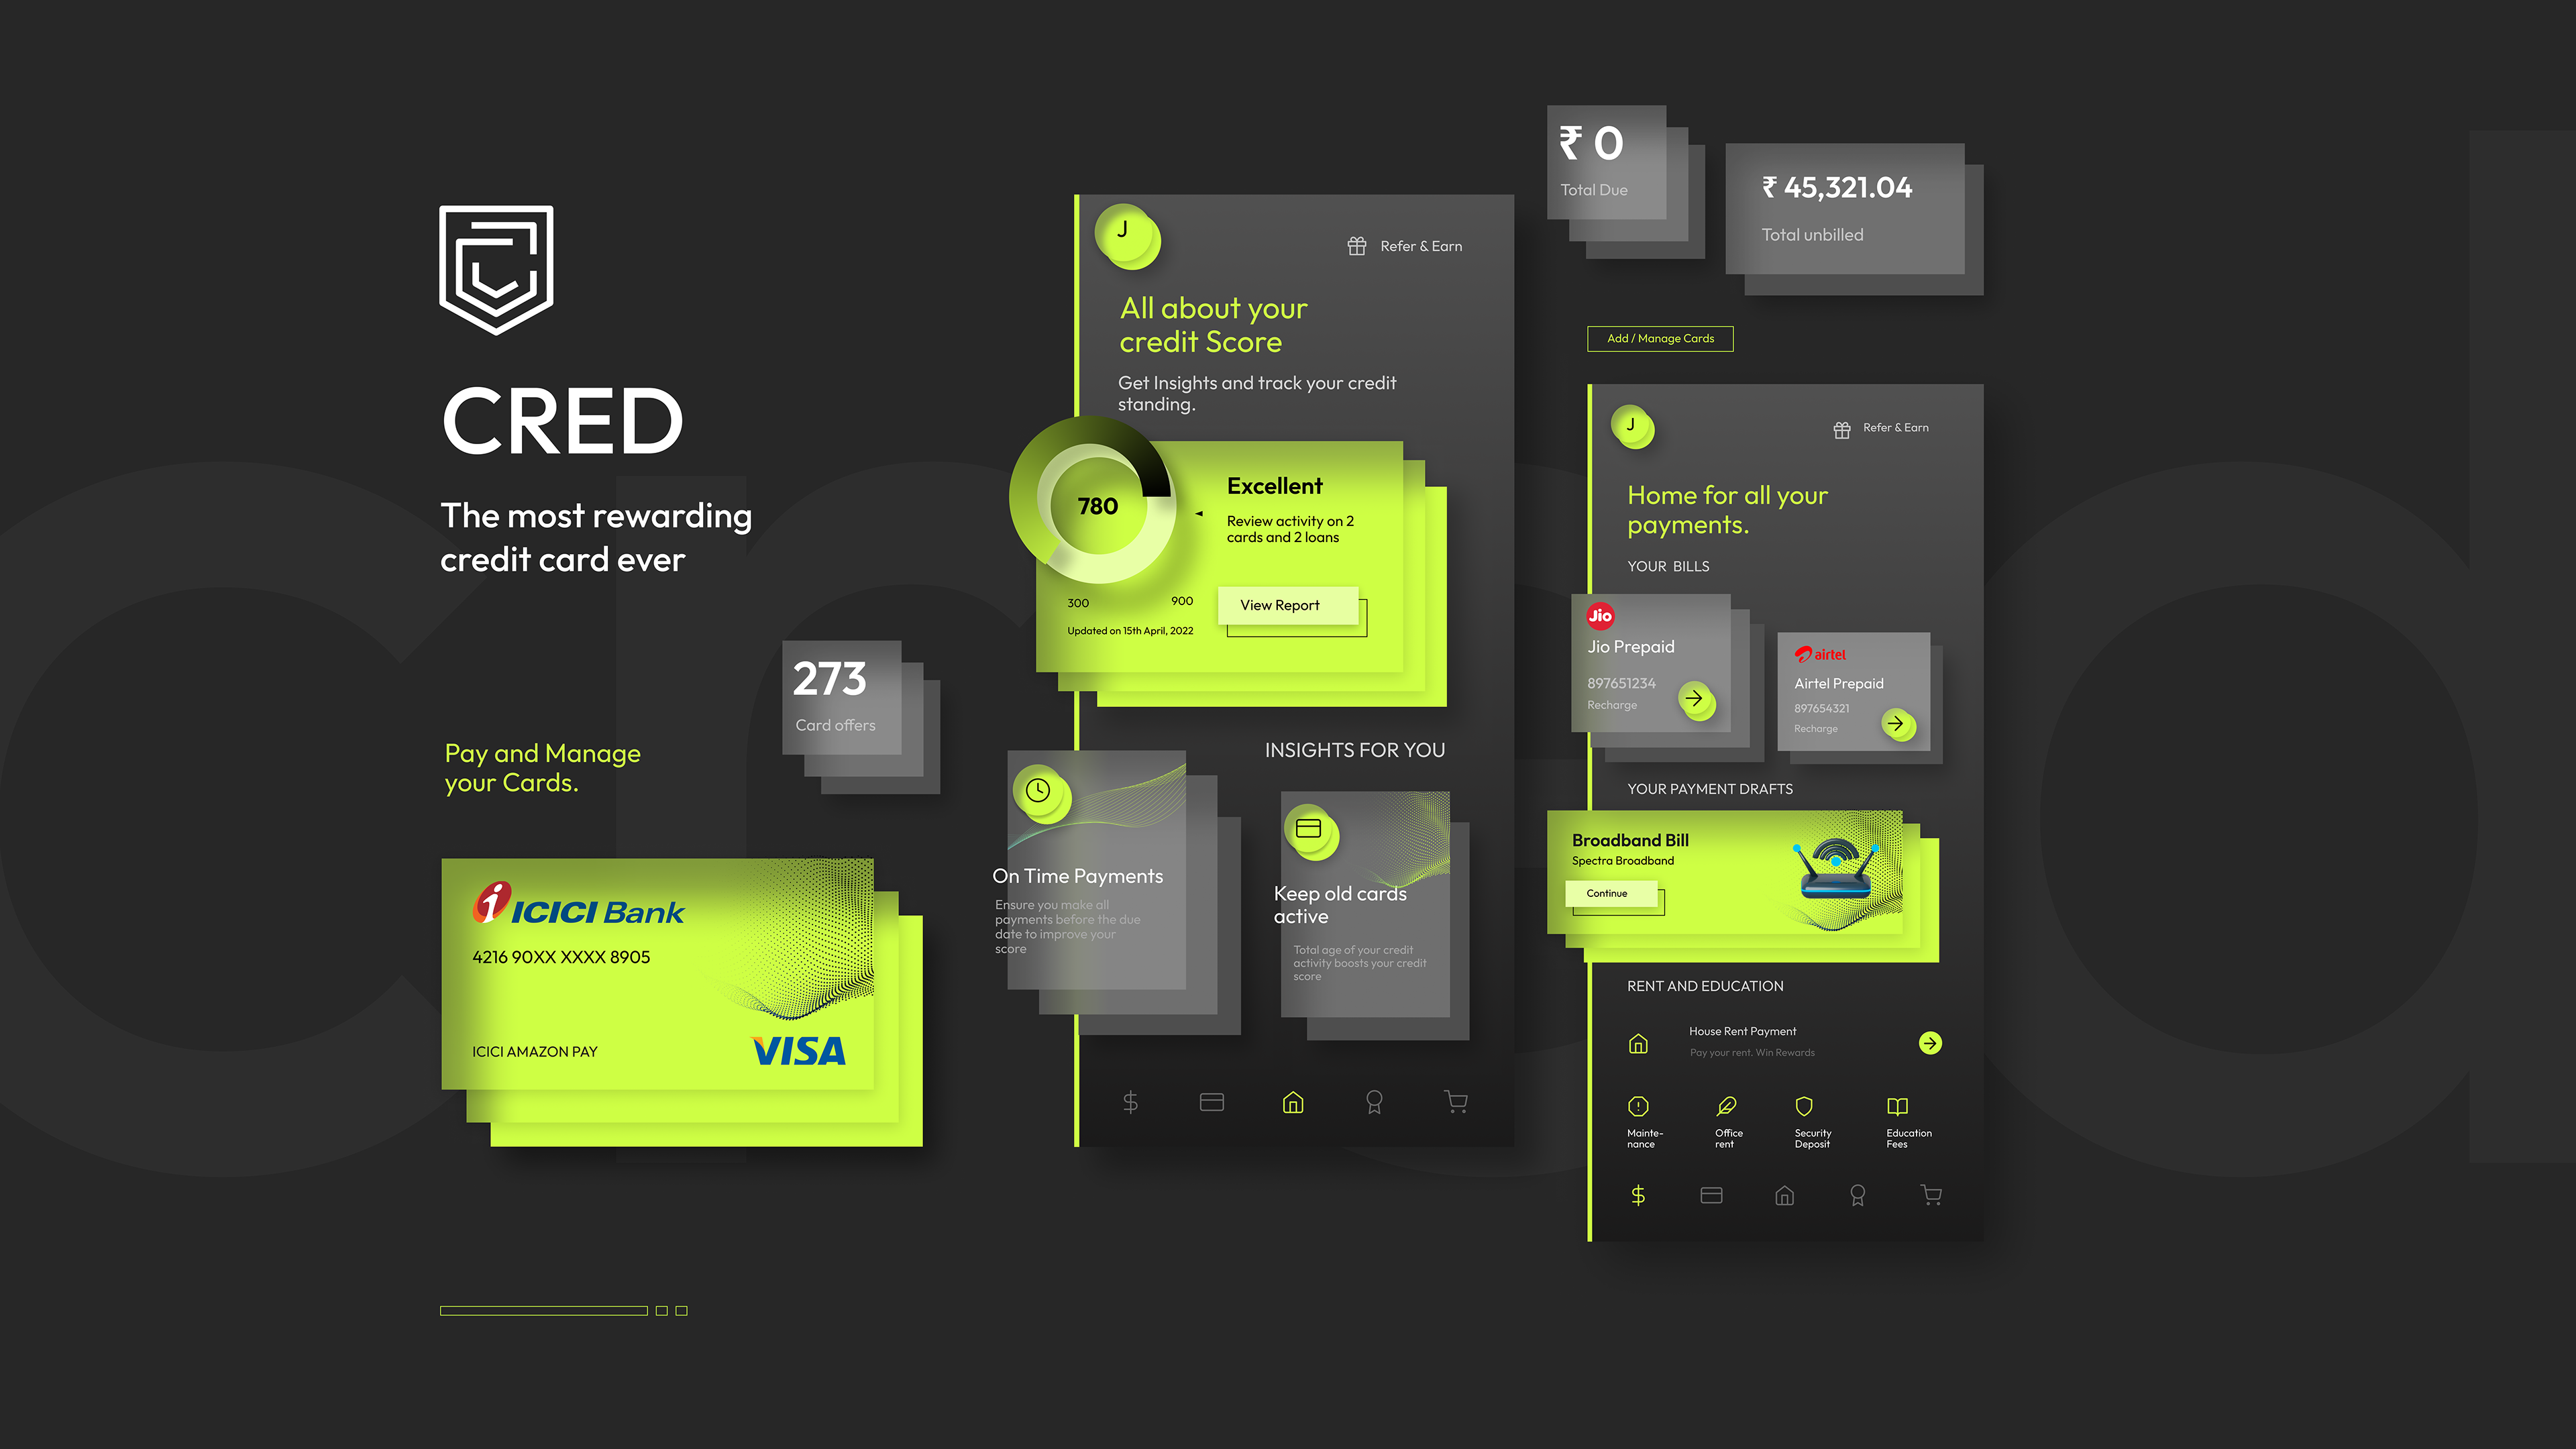 CRED
The most rewarding
credit card ever
273
Card offers
Pay and Manage
your Cards.
ICICI Bank
4216 90XX XXXX 8905
ICICI AMAZON PAY
VISA
J
Refer & Earn
All about your
credit Score
Get Insights and track your credit
standing.
780
Excellent
Review activity on 2
cards and 2 loans
300
900
View Report
Updated on 15th April, 2022
INSIGHTS FOR YOU
On Time Payments
Ensure you make all
payments before the due
date to improve your
score
Keep old cards
active
Total age of your credit
activity boosts your credit
score
₹ 0
Total Due
₹ 45,321.04
Total unbilled
Add / Manage Cards
J
Refer & Earn
Home for all your
payments.
YOUR BILLS
Jio
Jio Prepaid
897651234
Recharge
airtel
Airtel Prepaid
897654321
Recharge
YOUR PAYMENT DRAFTS
Broadband Bill
Spectra Broadband
Continue
RENT AND EDUCATION
House Rent Payment
Pay your rent. Win Rewards
Mainte-
nance
Office
rent
Security
Deposit
Education
Fees
cred